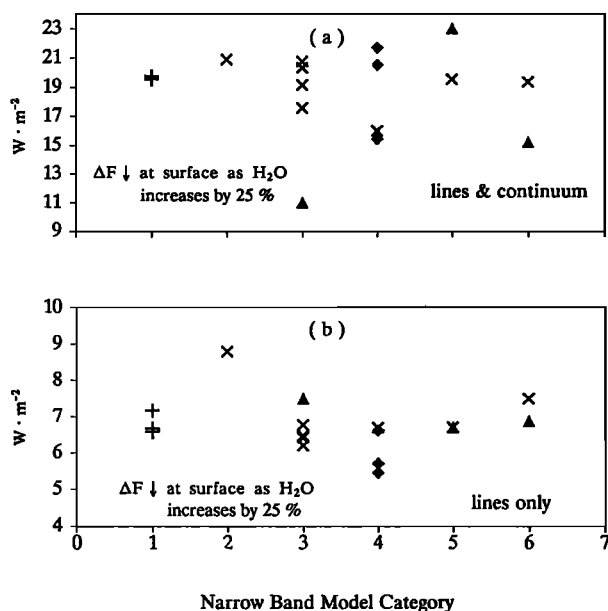 23
21
19
17
15
13
11
9
W · m⁻²
( a )
ΔF ↓ at surface as H₂O
increases by 25 %
lines & continuum
10
9
8
7
6
5
4
W · m⁻²
( b )
ΔF ↓ at surface as H₂O
increases by 25 %
lines only
0 1 2 3 4 5 6 7
Narrow Band Model Category